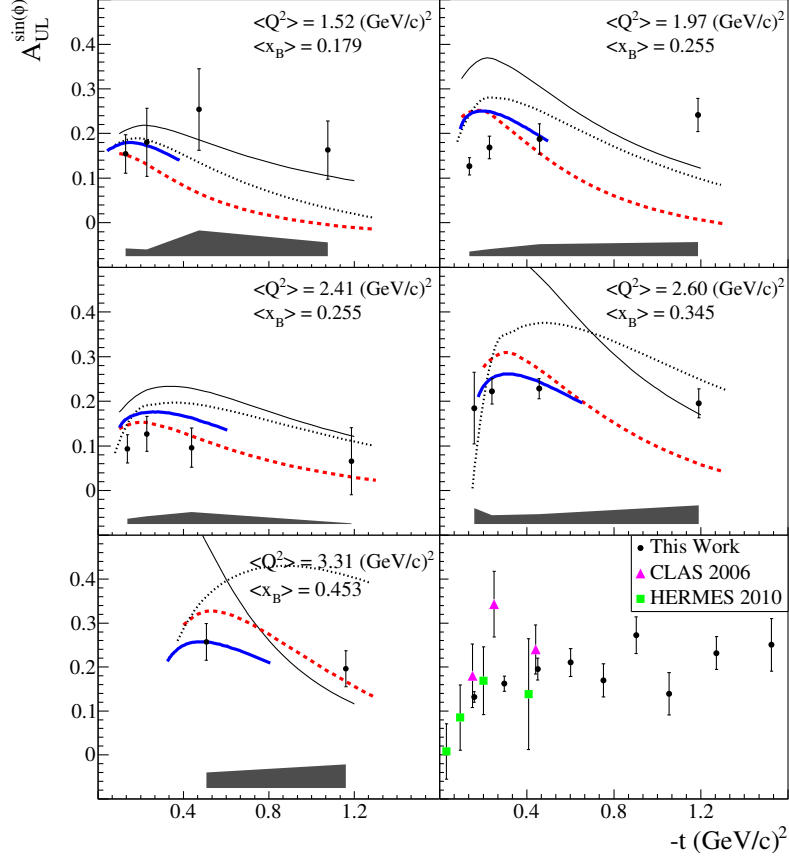 A_UL^sin(ϕ)
<Q²> = 1.52 (GeV/c)²
<x_B> = 0.179
<Q²> = 1.97 (GeV/c)²
<x_B> = 0.255
0.4
0.3
0.2
0.1
0
<Q²> = 2.41 (GeV/c)²
<x_B> = 0.255
<Q²> = 2.60 (GeV/c)²
<x_B> = 0.345
0.4
0.3
0.2
0.1
0
<Q²> = 3.31 (GeV/c)²
<x_B> = 0.453
This Work
CLAS 2006
HERMES 2010
0.4
0.3
0.2
0.1
0
0.4 0.8 1.2 0.4 0.8 1.2
-t (GeV/c)²